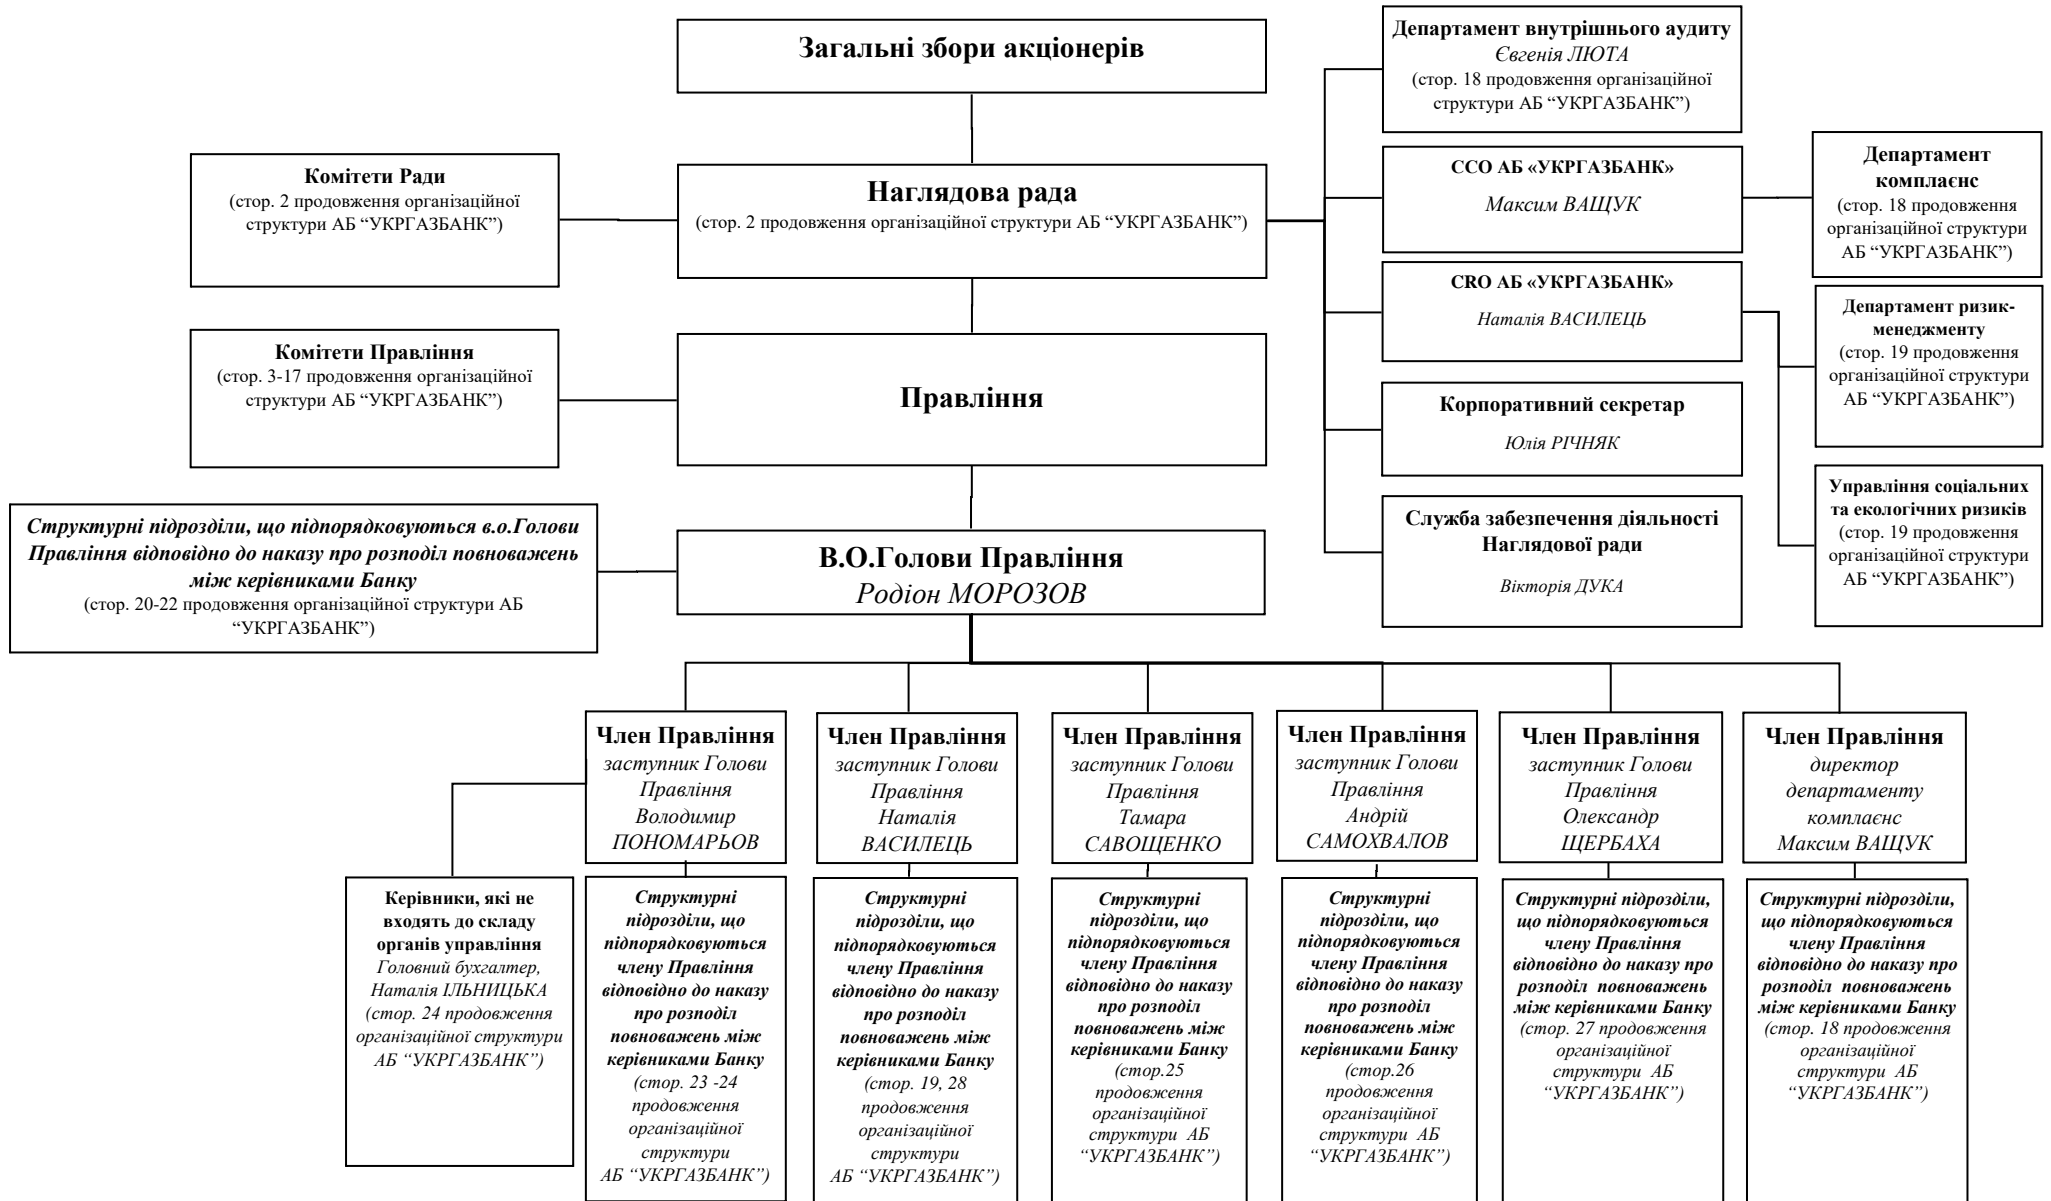 Загальні збори акціонерів
Департамент внутрішнього аудиту
Євгенія ЛЮТА
(стор. 18 продовження організаційної
структури АБ “УКРГАЗБАНК”)
Комітети Ради
(стор. 2 продовження організаційної
структури АБ “УКРГАЗБАНК”)
Наглядова рада
(стор. 2 продовження організаційної структури АБ “УКРГАЗБАНК”)
ССО АБ «УКРГАЗБАНК»
Максим ВАЩУК
Департамент
комплаєнс
(стор. 18 продовження
організаційної структури
АБ “УКРГАЗБАНК”)
CRO АБ «УКРГАЗБАНК»
Наталія ВАСИЛЕЦЬ
Департамент ризик-
менеджменту
(стор. 19 продовження
організаційної структури
АБ “УКРГАЗБАНК”)
Комітети Правління
(стор. 3-17 продовження організаційної
структури АБ “УКРГАЗБАНК”)
Правління
Корпоративний секретар
Юлія РІЧНЯК
Управління соціальних
та екологічних ризиків
(стор. 19 продовження
організаційної структури
АБ “УКРГАЗБАНК”)
Структурні підрозділи, що підпорядковуються в.о.Голови
Правління відповідно до наказу про розподіл повноважень
між керівниками Банку
(стор. 20-22 продовження організаційної структури АБ
“УКРГАЗБАНК”)
В.О.Голови Правління
Родіон МОРОЗОВ
Служба забезпечення діяльності
Наглядової ради
Вікторія ДУКА
Член Правління
заступник Голови
Правління
Володимир
ПОНОМАРЬОВ
Член Правління
заступник Голови
Правління
Наталія
ВАСИЛЕЦЬ
Член Правління
заступник Голови
Правління
Тамара
САВОЩЕНКО
Член Правління
заступник Голови
Правління
Андрій
САМОХВАЛОВ
Член Правління
заступник Голови
Правління
Олександр
ЩЕРБАХА
Член Правління
директор
департаменту
комплаєнс
Максим ВАЩУК
Керівники, які не
входять до складу
органів управління
Головний бухгалтер,
Наталія ІЛЬНИЦЬКА
(стор. 24 продовження
організаційної структури
АБ “УКРГАЗБАНК”)
Структурні
підрозділи, що
підпорядковуються
члену Правління
відповідно до наказу
про розподіл
повноважень між
керівниками Банку
(стор. 23 -24
продовження
організаційної
структури
АБ “УКРГАЗБАНК”)
Структурні
підрозділи, що
підпорядковуються
члену Правління
відповідно до наказу
про розподіл
повноважень між
керівниками Банку
(стор. 19, 28
продовження
організаційної
структури
АБ “УКРГАЗБАНК”)
Структурні
підрозділи, що
підпорядковуються
члену Правління
відповідно до наказу
про розподіл
повноважень між
керівниками Банку
(стор.25
продовження
організаційної
структури АБ
“УКРГАЗБАНК”)
Структурні
підрозділи, що
підпорядковуються
члену Правління
відповідно до наказу
про розподіл
повноважень між
керівниками Банку
(стор.26
продовження
організаційної
структури АБ
“УКРГАЗБАНК”)
Структурні підрозділи,
що підпорядковуються
члену Правління
відповідно до наказу про
розподіл повноважень
між керівниками Банку
(стор. 27 продовження
організаційної
структури АБ
“УКРГАЗБАНК”)
Структурні підрозділи,
що підпорядковуються
члену Правління
відповідно до наказу про
розподіл повноважень
між керівниками Банку
(стор. 18 продовження
організаційної
структури АБ
“УКРГАЗБАНК”)